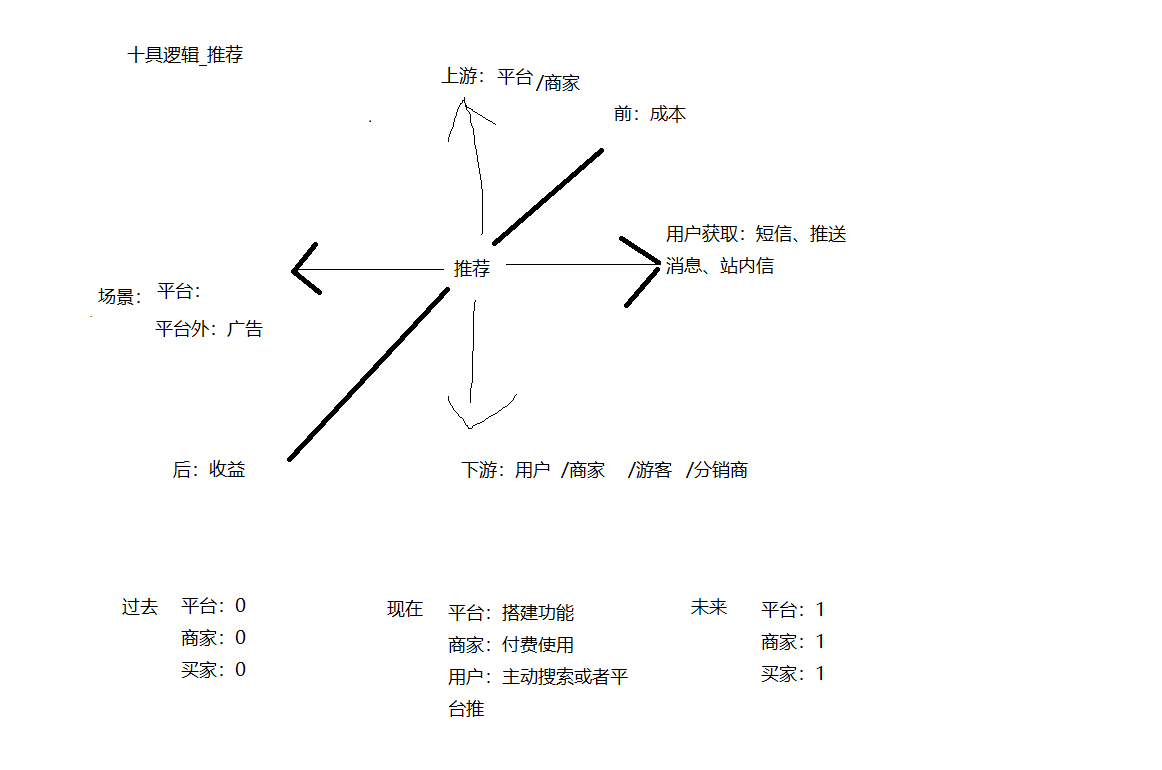 十具逻辑_推荐
上游：平台/商家
前：成本
用户获取：短信、推送
消息、站内信
推荐
场景：平台：
平台外：广告
后：收益
下游：用户 /商家 /游客 /分销商
过去 平台：0
商家：0
买家：0
现在 平台：搭建功能
商家：付费使用
用户：主动搜索或者平
台推
未来 平台：1
商家：1
买家：1